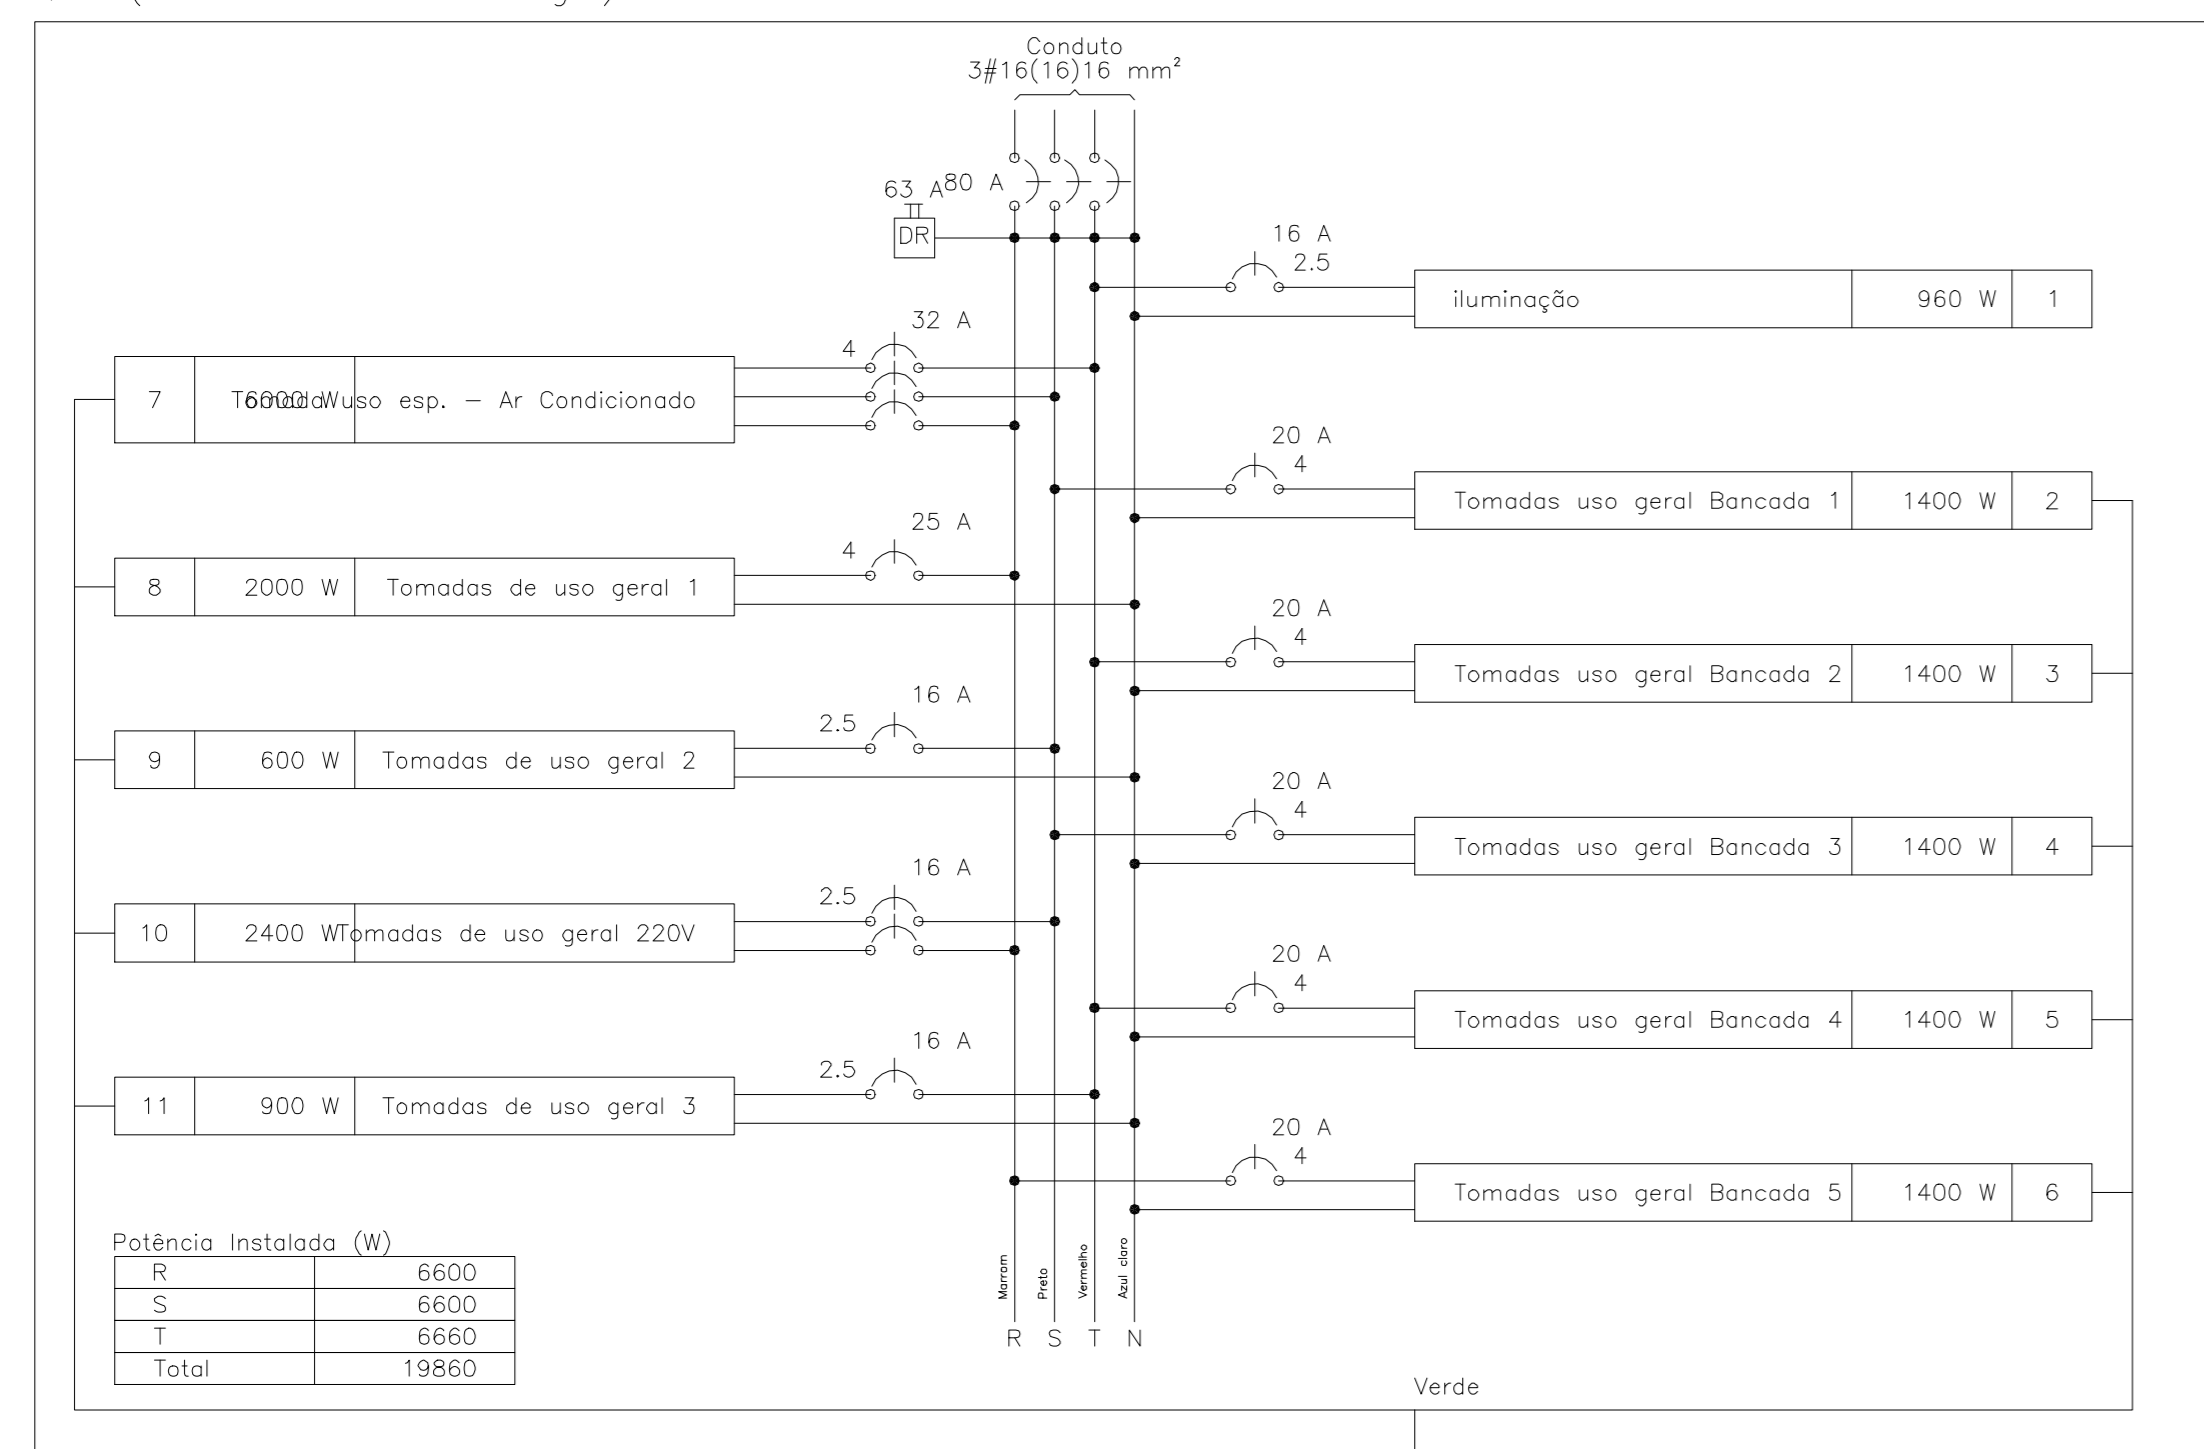 Conduto
3#16(16)16 mm²
63 A
80 A
DR
16 A
2.5
iluminação 960 W 1
32 A
4
7 6000 W Tomada uso esp. – Ar Condicionado
20 A
4
Tomadas uso geral Bancada 1 1400 W 2
25 A
4
8 2000 W Tomadas de uso geral 1
20 A
4
Tomadas uso geral Bancada 2 1400 W 3
16 A
2.5
9 600 W Tomadas de uso geral 2
20 A
4
Tomadas uso geral Bancada 3 1400 W 4
16 A
2.5
10 2400 W Tomadas de uso geral 220V
20 A
4
Tomadas uso geral Bancada 4 1400 W 5
16 A
2.5
11 900 W Tomadas de uso geral 3
20 A
4
Tomadas uso geral Bancada 5 1400 W 6
Potência Instalada (W)
R 6600
S 6600
T 6660
Total 19860
Marrom
Preto
Vermelho
Azul claro
R S T N
Verde